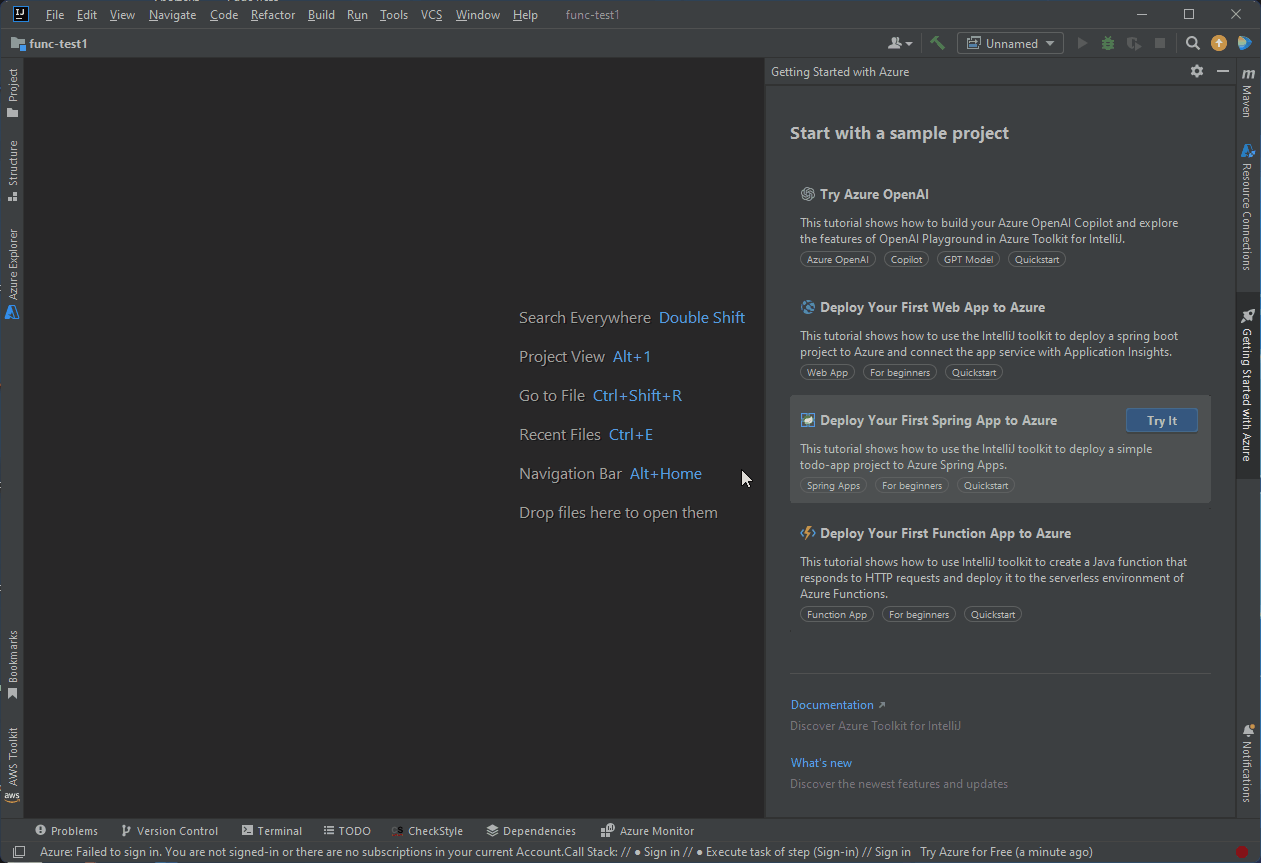 File Edit View Navigate Code Refactor Build Run Tools VCS Window Help func-test1
func-test1
Unnamed
Project
Structure
Azure Explorer
Bookmarks
AWS Toolkit
aws
Search Everywhere Double Shift
Project View Alt+1
Go to File Ctrl+Shift+R
Recent Files Ctrl+E
Navigation Bar Alt+Home
Drop files here to open them
Getting Started with Azure
Start with a sample project
Try Azure OpenAI
This tutorial shows how to build your Azure OpenAI Copilot and explore
the features of OpenAI Playground in Azure Toolkit for IntelliJ.
Azure OpenAI Copilot GPT Model Quickstart
Deploy Your First Web App to Azure
This tutorial shows how to use the IntelliJ toolkit to deploy a spring boot
project to Azure and connect the app service with Application Insights.
Web App For beginners Quickstart
Deploy Your First Spring App to Azure Try It
This tutorial shows how to use the IntelliJ toolkit to deploy a simple
todo-app project to Azure Spring Apps.
Spring Apps For beginners Quickstart
Deploy Your First Function App to Azure
This tutorial shows how to use IntelliJ toolkit to create a Java function that
responds to HTTP requests and deploy it to the serverless environment of
Azure Functions.
Function App For beginners Quickstart
Documentation
Discover Azure Toolkit for IntelliJ
What's new
Discover the newest features and updates
m
Maven
Resource Connections
Getting Started with Azure
Notifications
Problems Version Control Terminal TODO CheckStyle Dependencies Azure Monitor
Azure: Failed to sign in. You are not signed-in or there are no subscriptions in your current Account.Call Stack: // ● Sign in // ● Execute task of step (Sign-in) // Sign in Try Azure for Free (a minute ago)